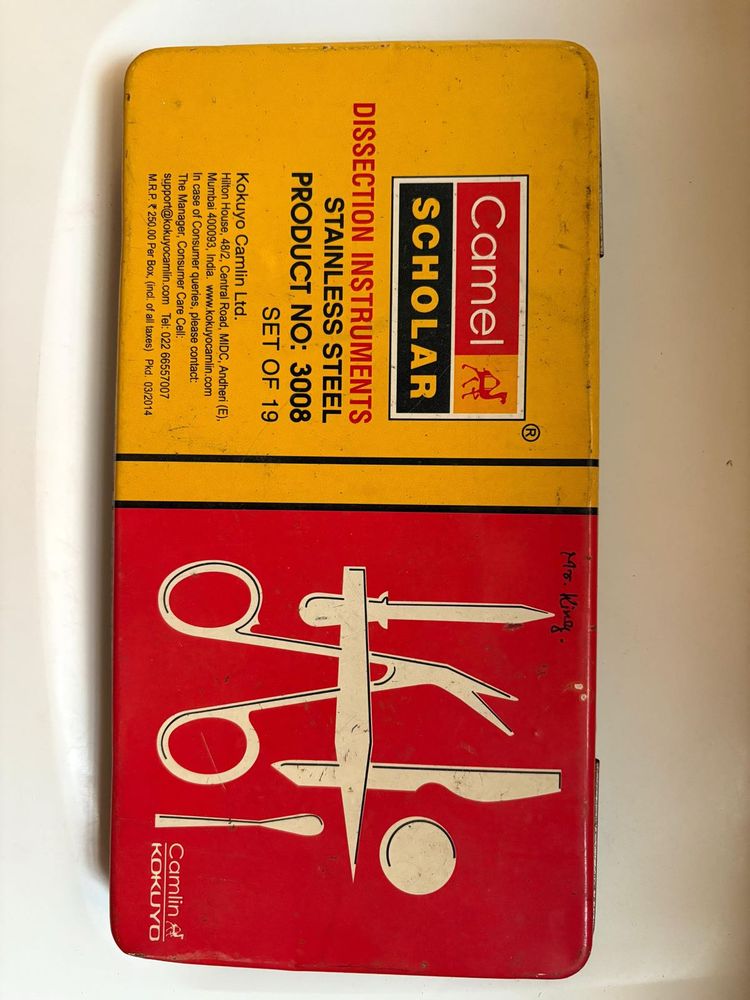 Camel
SCHOLAR
®
DISSECTION INSTRUMENTS
STAINLESS STEEL
PRODUCT NO: 3008
SET OF 19
Kokuyo Camlin Ltd.
Hilton House, 48/2, Central Road, MIDC, Andheri (E),
Mumbai 400093, India. www.kokuyocamlin.com
In case of Consumer queries, please contact:
The Manager, Consumer Care Cell:
support@kokuyocamlin.com Tel: 022 66557007
M.R.P. ₹ 250.00 Per Box, (incl. of all taxes) Pkd. 03/2014
Mr. King.
Camlin
KOKUYO